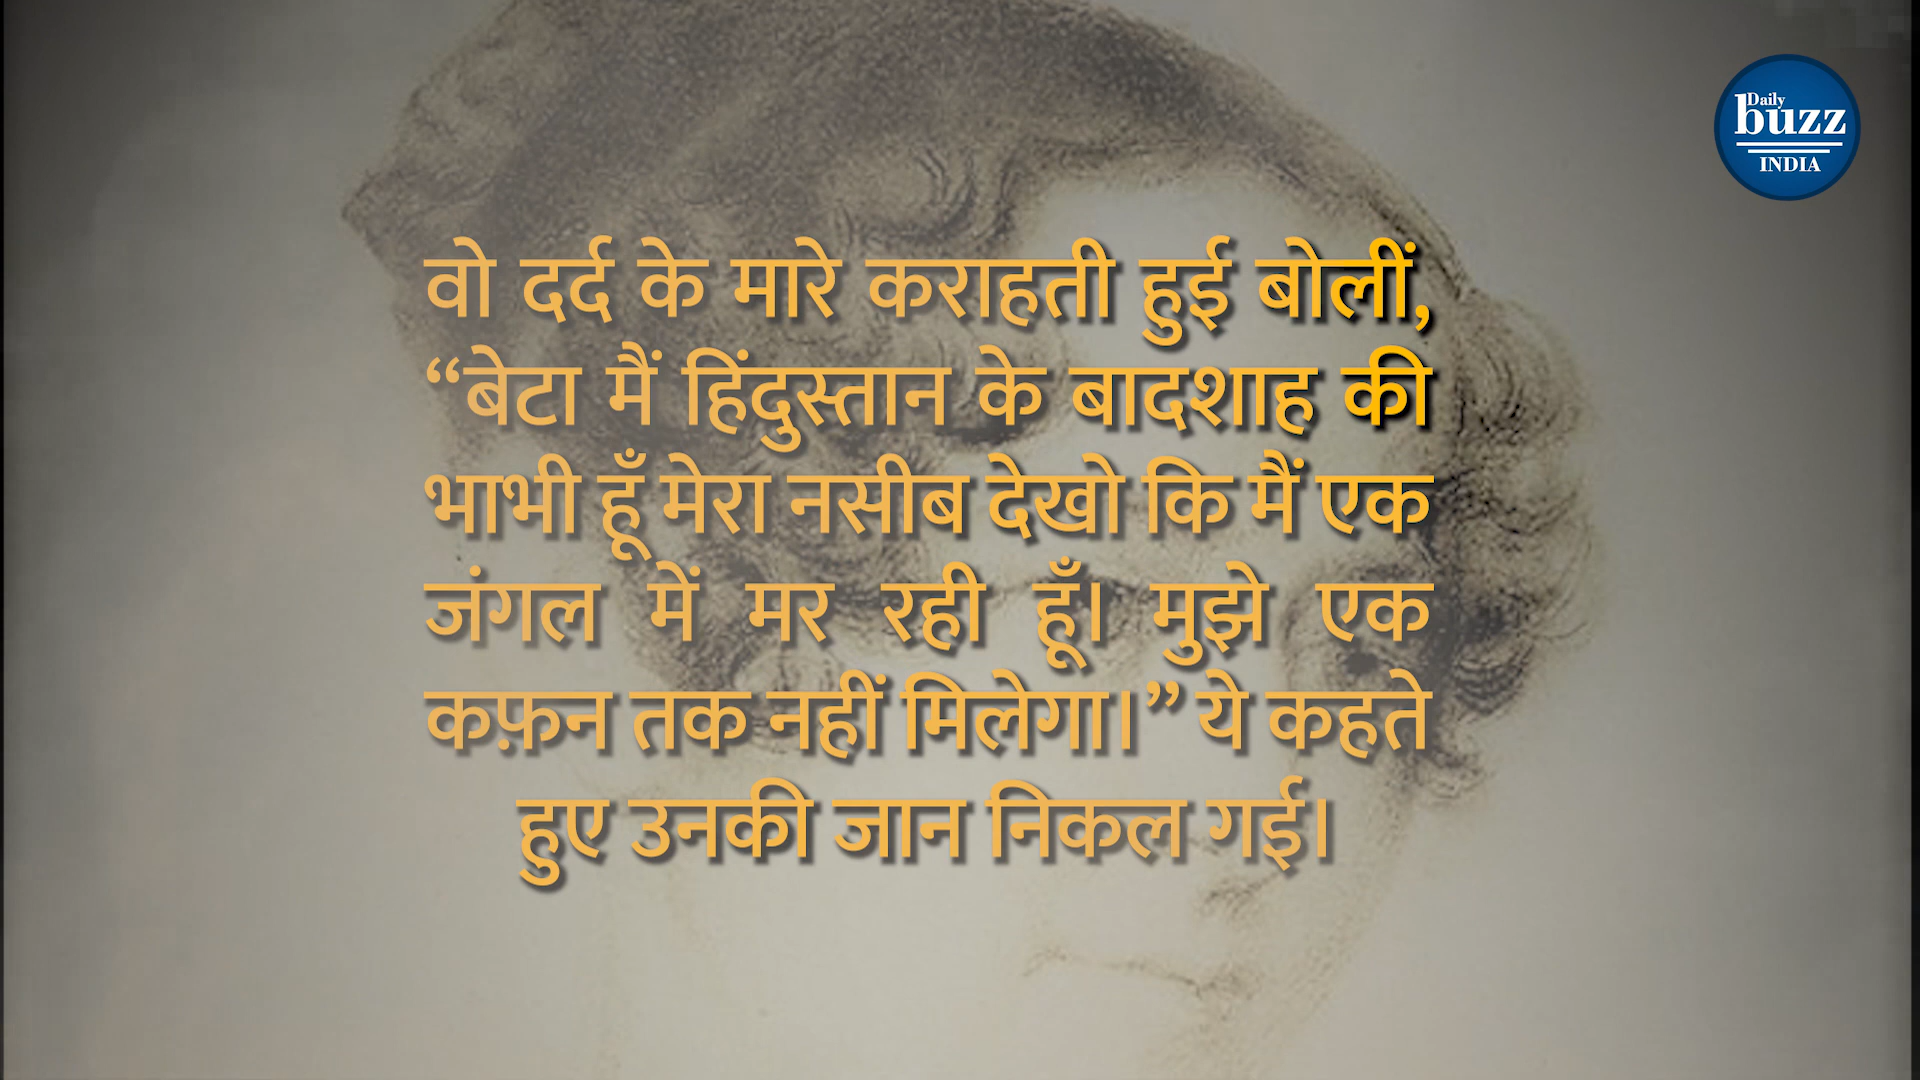 Daily
buzz
INDIA
वो दर्द के मारे कराहती हुई बोलीं,
“बेटा मैं हिंदुस्तान के बादशाह की
भाभी हूँ मेरा नसीब देखो कि मैं एक
जंगल में मर रही हूँ। मुझे एक
कफ़न तक नहीं मिलेगा।” ये कहते
हुए उनकी जान निकल गई।